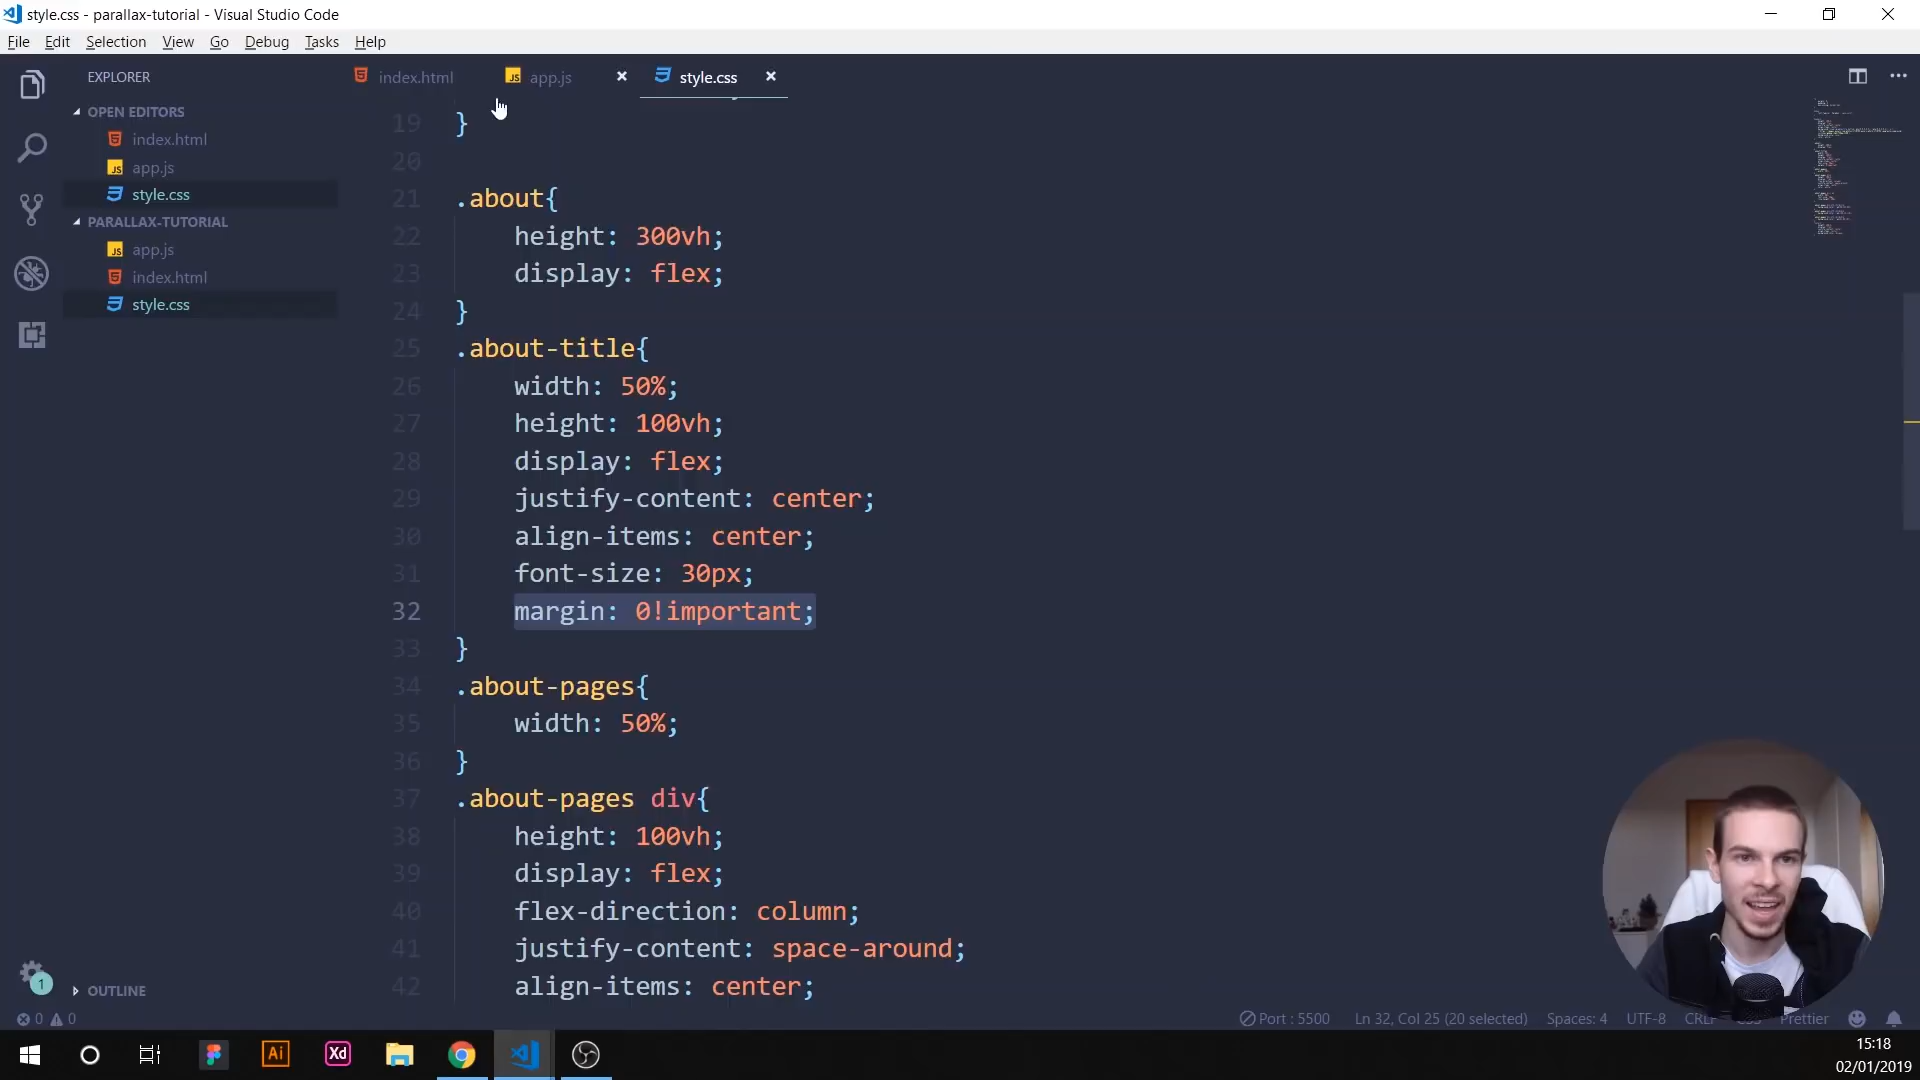 style.css - parallax-tutorial - Visual Studio Code
File Edit Selection View Go Debug Tasks Help
EXPLORER
OPEN EDITORS
index.html
app.js
style.css
PARALLAX-TUTORIAL
app.js
index.html
style.css
OUTLINE
index.html app.js style.css
19 }
20
21 .about{
22 height: 300vh;
23 display: flex;
24 }
25 .about-title{
26 width: 50%;
27 height: 100vh;
28 display: flex;
29 justify-content: center;
30 align-items: center;
31 font-size: 30px;
32 margin: 0!important;
33 }
34 .about-pages{
35 width: 50%;
36 }
37 .about-pages div{
38 height: 100vh;
39 display: flex;
40 flex-direction: column;
41 justify-content: space-around;
42 align-items: center;
1
0 0
Port : 5500 Ln 32, Col 25 (20 selected) Spaces: 4 UTF-8 CRLF CSS Prettier
Ai Xd
15:18
02/01/2019